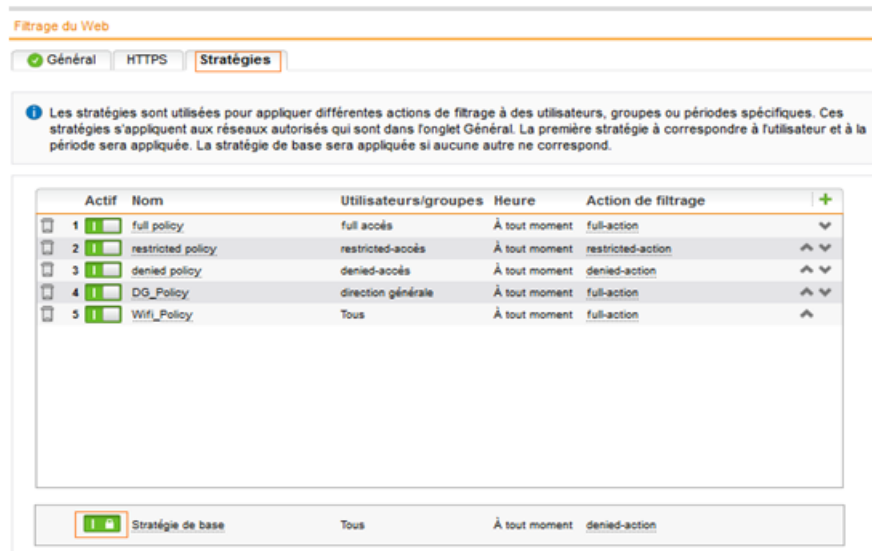 Filtrage du Web
Général HTTPS Stratégies
Les stratégies sont utilisées pour appliquer différentes actions de filtrage à des utilisateurs, groupes ou périodes spécifiques. Ces
stratégies s'appliquent aux réseaux autorisés qui sont dans l'onglet Général. La première stratégie à correspondre à l'utilisateur et à la
période sera appliquée. La stratégie de base sera appliquée si aucune autre ne correspond.
Actif Nom Utilisateurs/groupes Heure Action de filtrage
1 full policy full accés À tout moment full-action
2 restricted policy restricted-accés À tout moment restricted-action
3 denied policy denied-accés À tout moment denied-action
4 DG_Policy direction générale À tout moment full-action
5 Wifi_Policy Tous À tout moment full-action
Stratégie de base Tous À tout moment denied-action